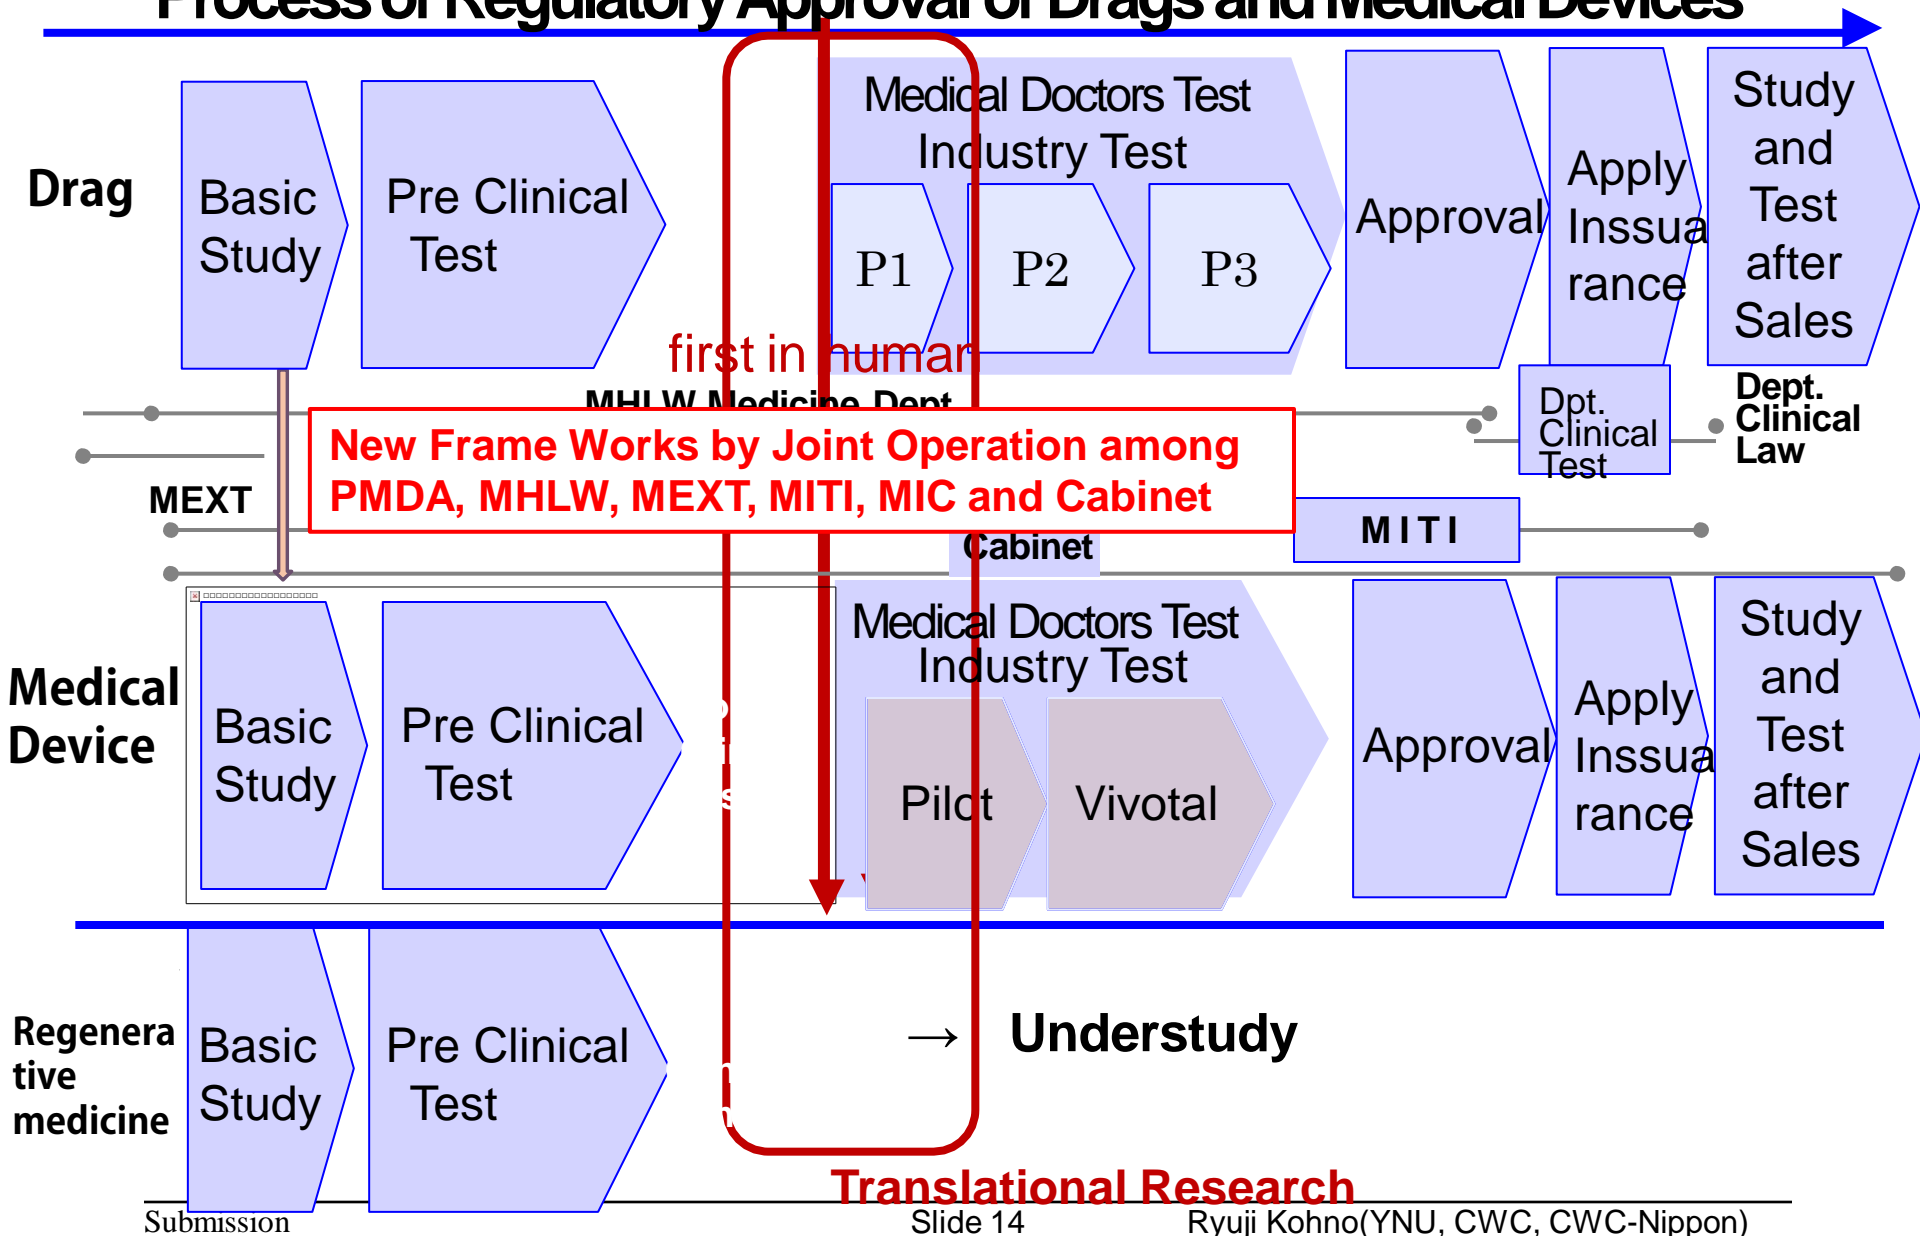 Process of Regulatory Approval of Drags and Medical Devices
Drag
Basic
Study
Pre Clinical
Test
Medical Doctors Test
Industry Test
P1
P2
P3
Approval
Apply
Inssua
rance
Study
and
Test
after
Sales
first in human
MHLW Medicine Dept
Dpt.
Clinical
Test
Dept.
Clinical
Law
New Frame Works by Joint Operation among
PMDA, MHLW, MEXT, MITI, MIC and Cabinet
MEXT
MITI
Cabinet
Medical
Device
Basic
Study
Pre Clinical
Test
Medical Doctors Test
Industry Test
Pilot
Vivotal
Approval
Apply
Inssua
rance
Study
and
Test
after
Sales
Regenera
tive
medicine
Basic
Study
Pre Clinical
Test
→ Understudy
Translational Research
Submission
Slide 14
Ryuji Kohno(YNU, CWC, CWC-Nippon)